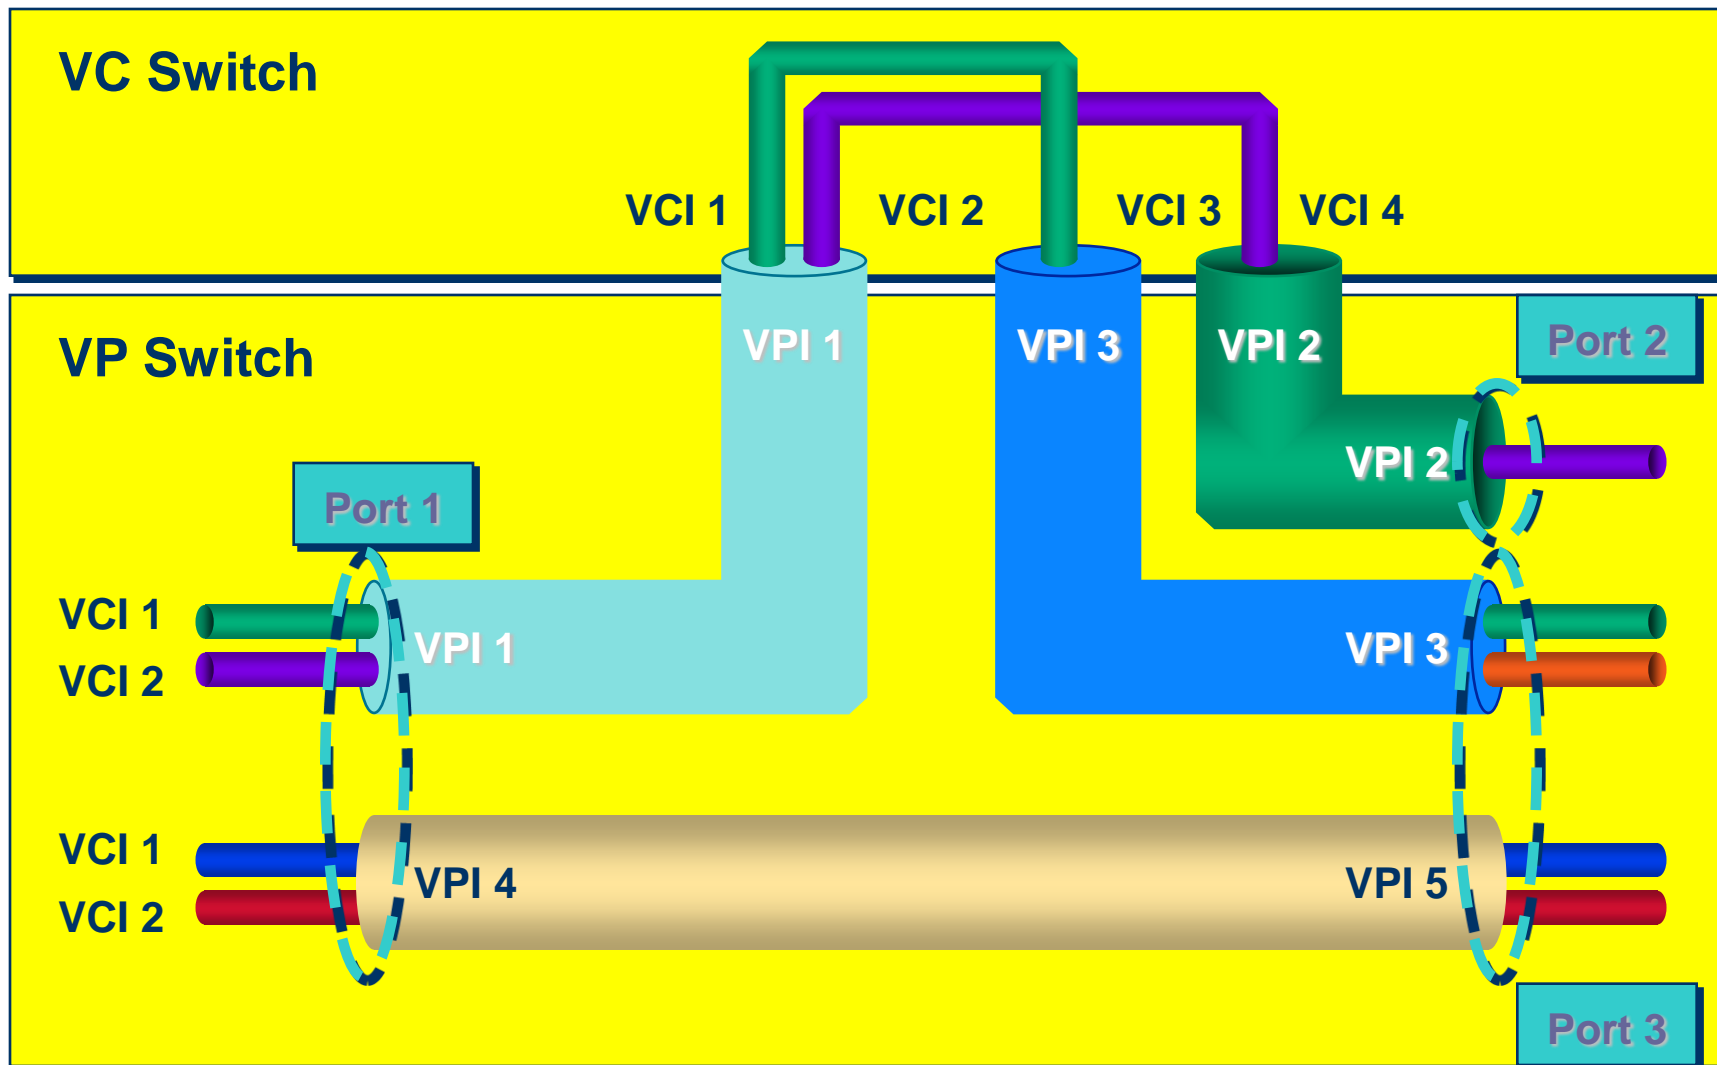 VC Switch
VCI 1
VCI 2
VCI 3
VCI 4
VP Switch
VPI 1
VPI 3
VPI 2
Port 2
VPI 2
Port 1
VCI 1
VCI 2
VPI 1
VPI 3
VCI 1
VCI 2
VPI 4
VPI 5
Port 3